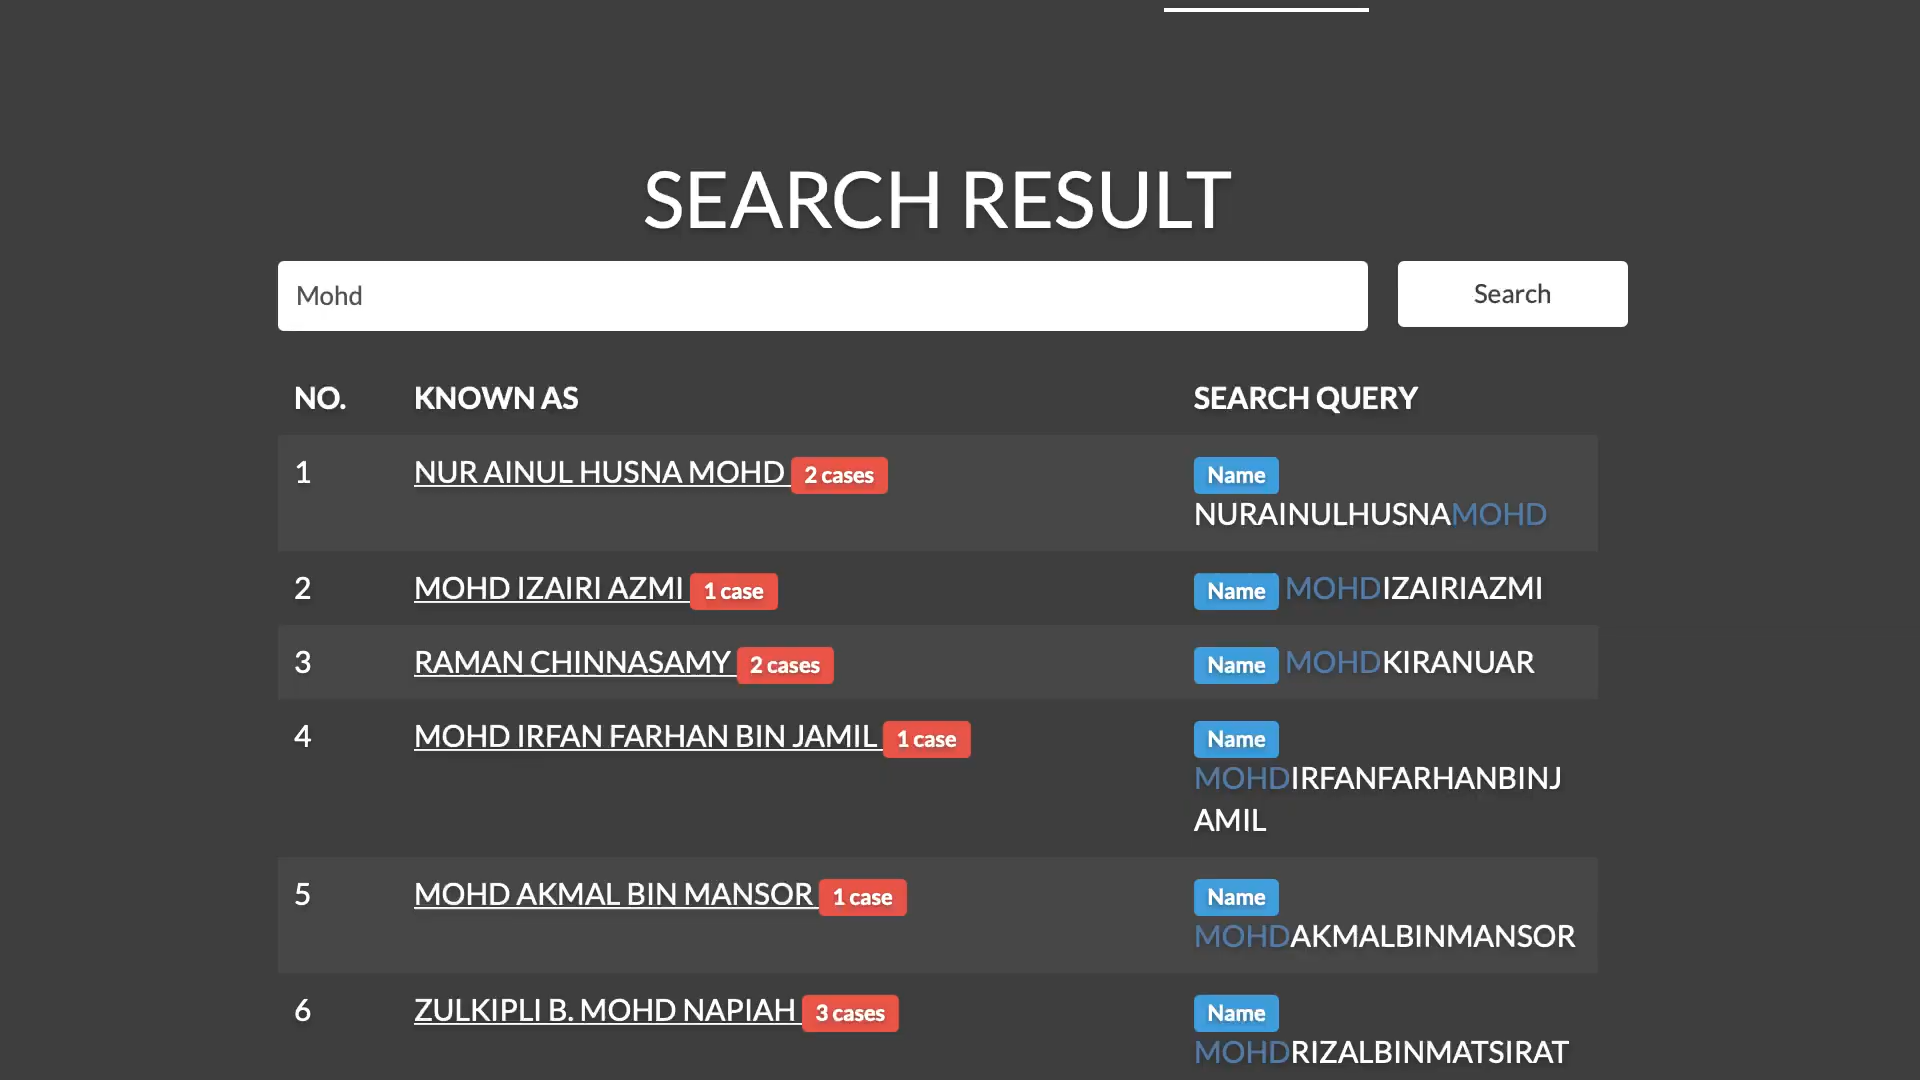 SEARCH RESULT
Mohd
Search
NO. KNOWN AS SEARCH QUERY
1 NUR AINUL HUSNA MOHD 2 cases Name
NURAINULHUSNAMOHD
2 MOHD IZAIRI AZMI 1 case Name MOHDIZAIRIAZMI
3 RAMAN CHINNASAMY 2 cases Name MOHDKIRANUAR
4 MOHD IRFAN FARHAN BIN JAMIL 1 case Name
MOHDIRFANFARHANBINJ
AMIL
5 MOHD AKMAL BIN MANSOR 1 case Name
MOHDAKMALBINMANSOR
6 ZULKIPLI B. MOHD NAPIAH 3 cases Name
MOHDRIZALBINMATSIRAT